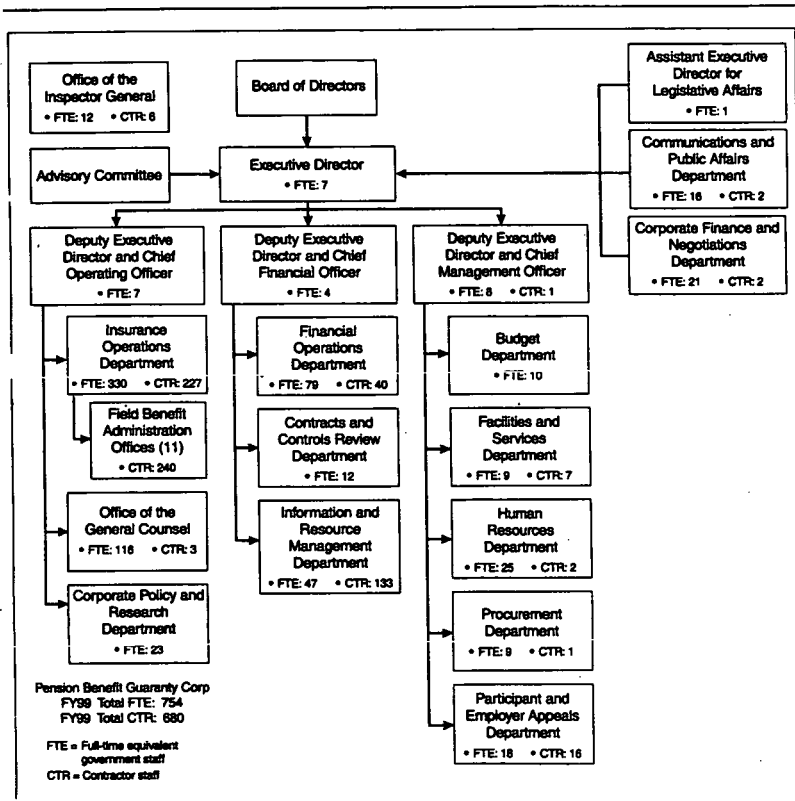 Office of the
Inspector General
• FTE: 12 • CTR: 6
Board of Directors
Assistant Executive
Director for
Legislative Affairs
• FTE: 1
Advisory Committee
Executive Director
• FTE: 7
Communications and
Public Affairs
Department
• FTE: 16 • CTR: 2
Corporate Finance and
Negotiations
Department
• FTE: 21 • CTR: 2
Deputy Executive
Director and Chief
Operating Officer
• FTE: 7
Deputy Executive
Director and Chief
Financial Officer
• FTE: 4
Deputy Executive
Director and Chief
Management Officer
• FTE: 8 • CTR: 1
Insurance
Operations
Department
• FTE: 330 • CTR: 227
Field Benefit
Administration
Offices (11)
• CTR: 240
Office of the
General Counsel
• FTE: 116 • CTR: 3
Corporate Policy and
Research
Department
• FTE: 23
Financial
Operations
Department
• FTE: 79 • CTR: 40
Contracts and
Controls Review
Department
• FTE: 12
Information and
Resource
Management
Department
• FTE: 47 • CTR: 133
Budget
Department
• FTE: 10
Facilities and
Services
Department
• FTE: 9 • CTR: 7
Human
Resources
Department
• FTE: 25 • CTR: 2
Procurement
Department
• FTE: 9 • CTR: 1
Participant and
Employer Appeals
Department
• FTE: 18 • CTR: 16
Pension Benefit Guaranty Corp
FY99 Total FTE: 754
FY99 Total CTR: 680
FTE = Full-time equivalent
government staff
CTR = Contractor staff